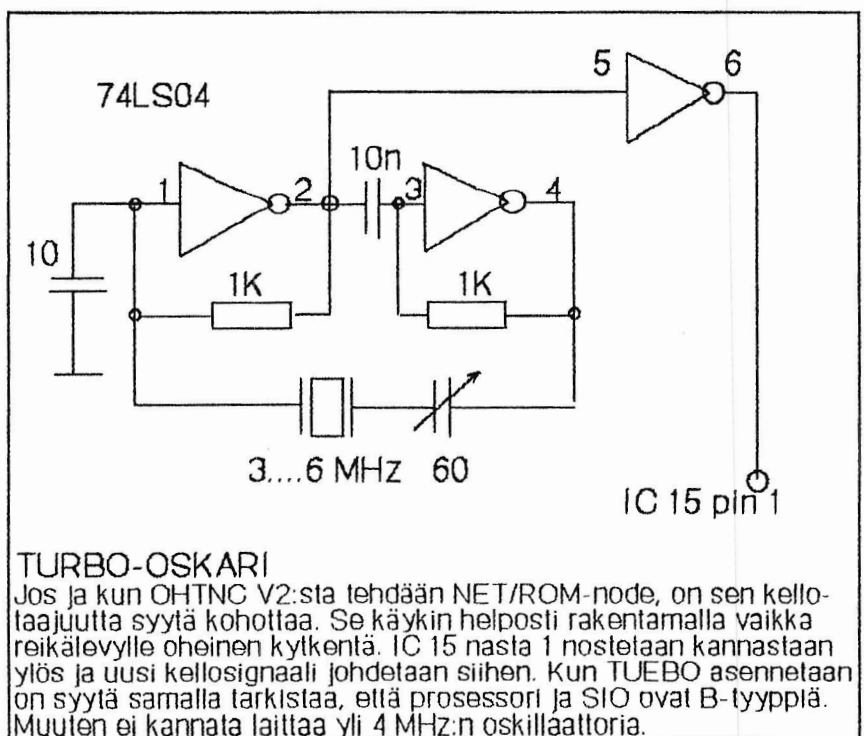 5 6
74LS04
10n
1 2 3 4
10
1K 1K
3....6 MHz 60
IC 15 pin 1
TURBO-OSKARI
Jos ja kun OHTNC V2:sta tehdään NET/ROM-node, on sen kello-
taajuutta syytä kohottaa. Se käykin helposti rakentamalla vaikka
reikälevylle oheinen kytkentä. IC 15 nasta 1 nostetaan kannastaan
ylös ja uusi kellosignaali johdetaan siihen. Kun TUEBO asennetaan
on syytä samalla tarkistaa, että prosessori ja SIO ovat B-tyyppiä.
Muuten ei kannata laittaa yli 4 MHz:n oskillaattoria.